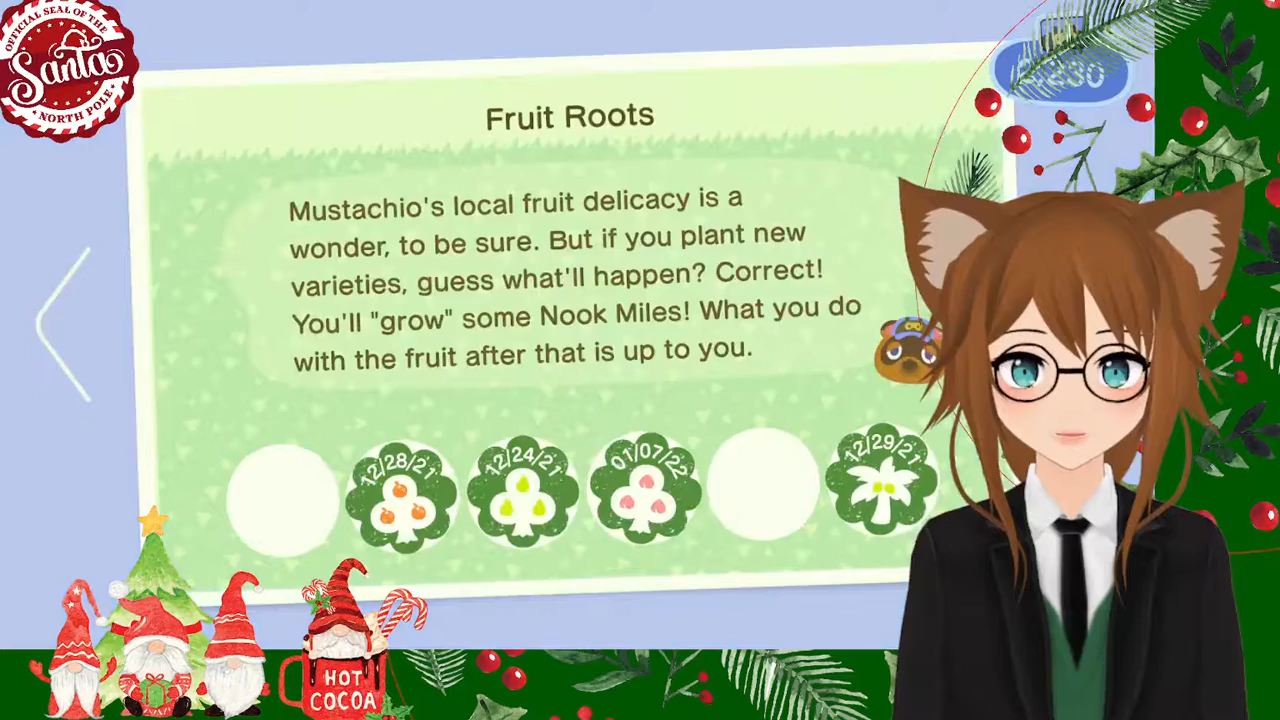 OFFICIAL SEAL OF THE
Santa
NORTH POLE
Fruit Roots
Mustachio's local fruit delicacy is a
wonder, to be sure. But if you plant new
varieties, guess what'll happen? Correct!
You'll "grow" some Nook Miles! What you do
with the fruit after that is up to you.
12/28/21
12/24/21
01/07/22
12/29/21
HOT
COCOA